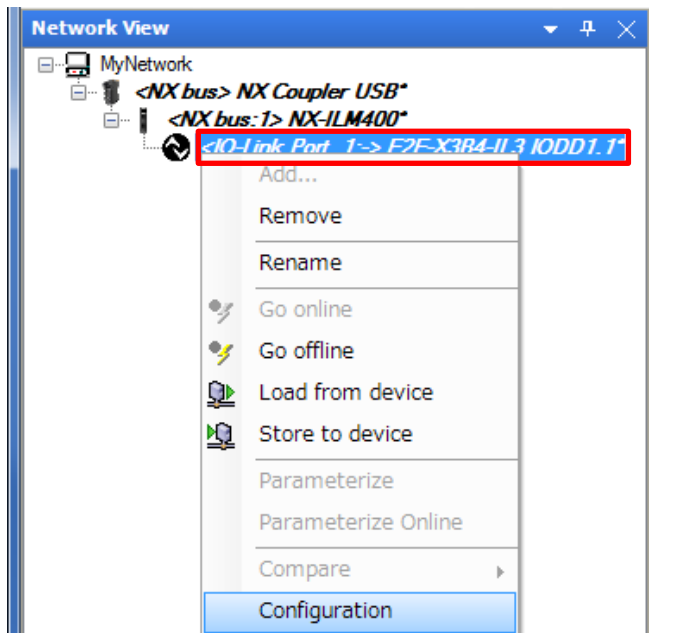 Network View
MyNetwork
<NX bus> NX Coupler USB*
<NX bus:1> NX-ILM400*
<IO-Link Port_1:-> E2E-X3B4-IL3 IODD1.1*
Add...
Remove
Rename
Go online
Go offline
Load from device
Store to device
Parameterize
Parameterize Online
Compare
Configuration